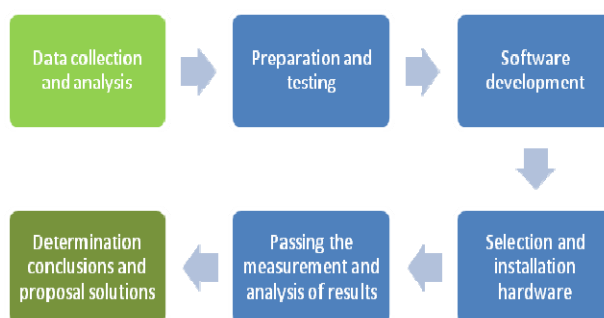 Data collection
and analysis
Preparation and
testing
Software
development
Selection and
installation
hardware
Passing the
measurement and
analysis of results
Determination
conclusions and
proposal solutions